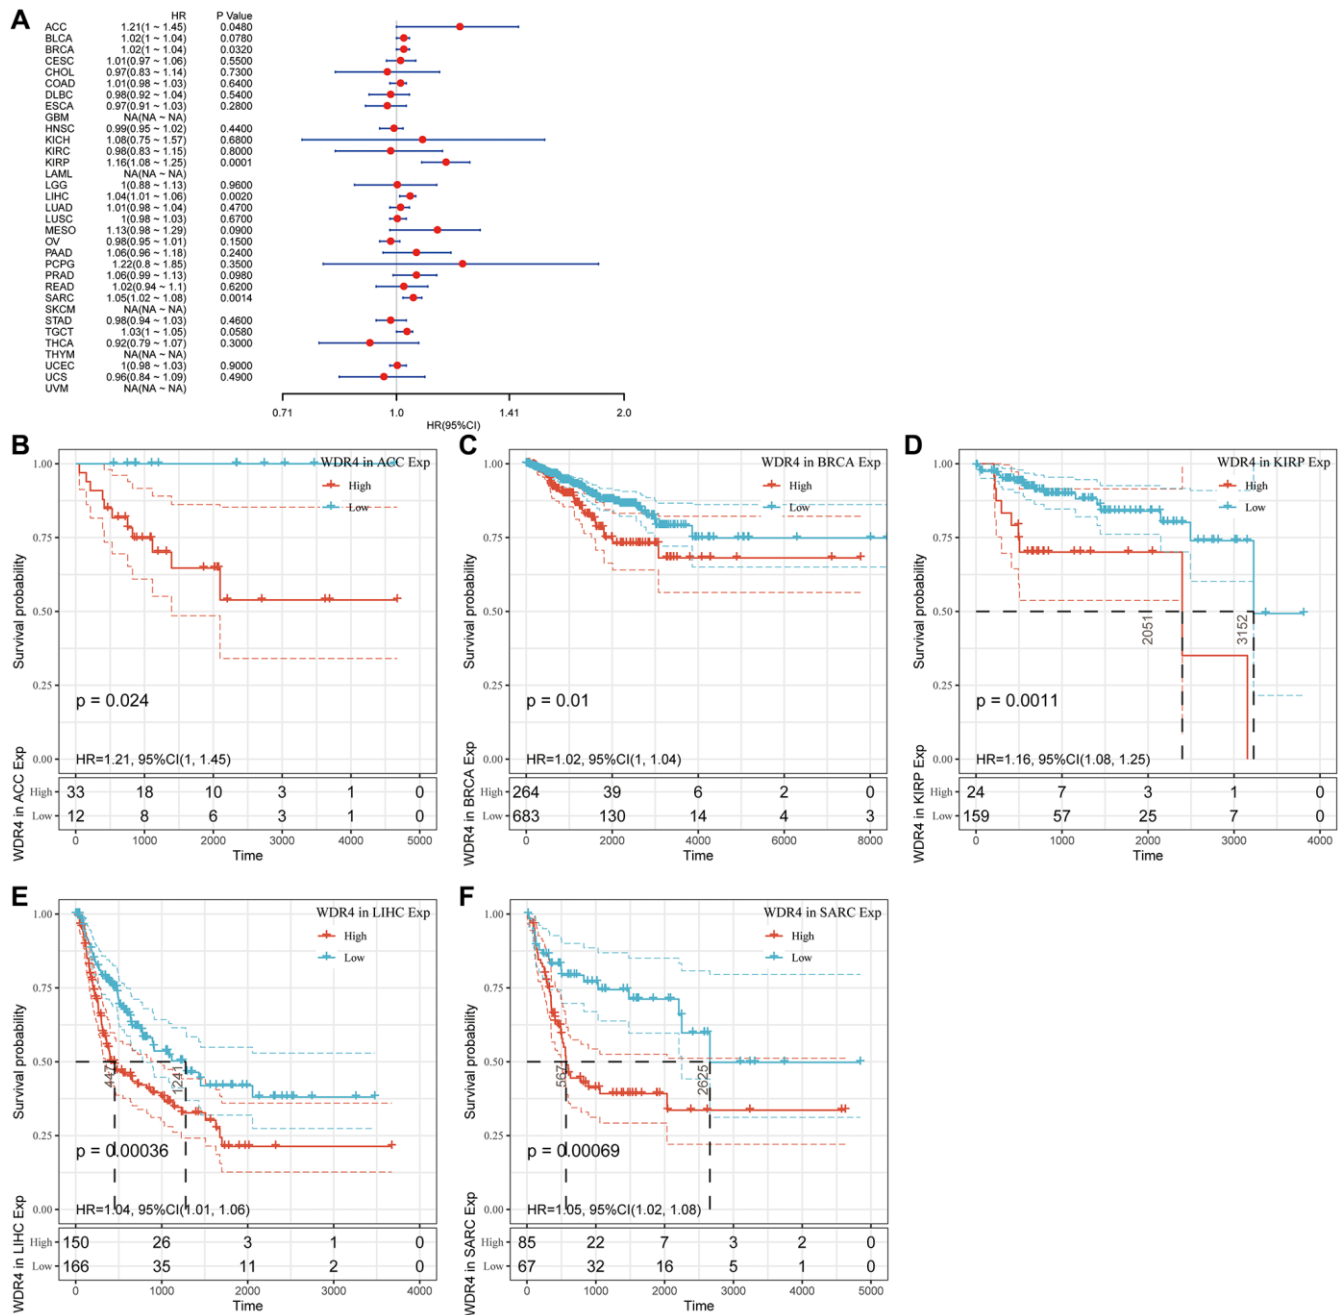 A
HR P Value
ACC 1.21(1 ~ 1.45) 0.0480
BLCA 1.02(1 ~ 1.04) 0.0780
BRCA 1.02(1 ~ 1.04) 0.0320
CESC 1.01(0.97 ~ 1.06) 0.5500
CHOL 0.97(0.83 ~ 1.14) 0.7300
COAD 1.01(0.98 ~ 1.03) 0.6400
DLBC 0.98(0.92 ~ 1.04) 0.5400
ESCA 0.97(0.91 ~ 1.03) 0.2800
GBM NA(NA ~ NA)
HNSC 0.99(0.95 ~ 1.02) 0.4400
KICH 1.08(0.75 ~ 1.57) 0.6800
KIRC 0.98(0.83 ~ 1.15) 0.8000
KIRP 1.16(1.08 ~ 1.25) 0.0001
LAML NA(NA ~ NA)
LGG 1(0.88 ~ 1.13) 0.9600
LIHC 1.04(1.01 ~ 1.06) 0.0020
LUAD 1.01(0.98 ~ 1.04) 0.4700
LUSC 1(0.98 ~ 1.03) 0.6700
MESO 1.13(0.98 ~ 1.29) 0.0900
OV 0.98(0.95 ~ 1.01) 0.1500
PAAD 1.06(0.96 ~ 1.18) 0.2400
PCPG 1.22(0.8 ~ 1.85) 0.3500
PRAD 1.06(0.99 ~ 1.13) 0.0980
READ 1.02(0.94 ~ 1.1) 0.6200
SARC 1.05(1.02 ~ 1.08) 0.0014
SKCM NA(NA ~ NA)
STAD 0.98(0.94 ~ 1.03) 0.4600
TGCT 1.03(1 ~ 1.05) 0.0580
THCA 0.92(0.79 ~ 1.07) 0.3000
THYM NA(NA ~ NA)
UCEC 1(0.98 ~ 1.03) 0.9000
UCS 0.96(0.84 ~ 1.09) 0.4900
UVM NA(NA ~ NA)
0.71 1.0 1.41 2.0
HR(95%CI)
B
WDR4 in ACC Exp
High
Low
Survival probability
1.00
0.75
0.50
0.25
0.00
p = 0.024
HR=1.21, 95%CI(1, 1.45)
WDR4 in ACC Exp
High 33 18 10 3 1 0
Low 12 8 6 3 1 0
0 1000 2000 3000 4000 5000
Time
C
WDR4 in BRCA Exp
High
Low
Survival probability
1.00
0.75
0.50
0.25
0.00
p = 0.01
HR=1.02, 95%CI(1, 1.04)
WDR4 in BRCA Exp
High 264 39 6 2 0
Low 683 130 14 4 3
0 2000 4000 6000 8000
Time
D
WDR4 in KIRP Exp
High
Low
Survival probability
1.00
0.75
0.50
0.25
0.00
2051
3152
p = 0.0011
HR=1.16, 95%CI(1.08, 1.25)
WDR4 in KIRP Exp
High 24 7 3 1 0
Low 159 57 25 7 0
0 1000 2000 3000 4000
Time
E
WDR4 in LIHC Exp
High
Low
Survival probability
1.00
0.75
0.50
0.25
0.00
447
1241
p = 0.00036
HR=1.04, 95%CI(1.01, 1.06)
WDR4 in LIHC Exp
High 150 26 3 1 0
Low 166 35 11 2 0
0 1000 2000 3000 4000
Time
F
WDR4 in SARC Exp
High
Low
Survival probability
1.00
0.75
0.50
0.25
0.00
567
2625
p = 0.00069
HR=1.05, 95%CI(1.02, 1.08)
WDR4 in SARC Exp
High 85 22 7 3 2 0
Low 67 32 16 5 1 0
0 1000 2000 3000 4000 5000
Time